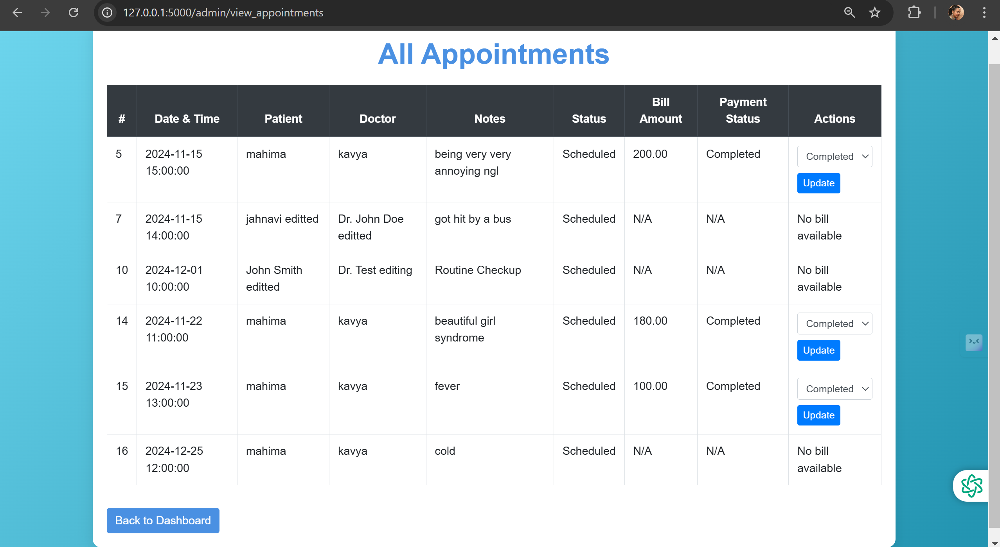 127.0.0.1:5000/admin/view_appointments
All Appointments
# Date & Time Patient Doctor Notes Status Bill Amount Payment Status Actions
5 2024-11-15 15:00:00 mahima kavya being very very annoying ngl Scheduled 200.00 Completed Completed Update
7 2024-11-15 14:00:00 jahnavi editted Dr. John Doe editted got hit by a bus Scheduled N/A N/A No bill available
10 2024-12-01 10:00:00 John Smith editted Dr. Test editing Routine Checkup Scheduled N/A N/A No bill available
14 2024-11-22 11:00:00 mahima kavya beautiful girl syndrome Scheduled 180.00 Completed Completed Update
15 2024-11-23 13:00:00 mahima kavya fever Scheduled 100.00 Completed Completed Update
16 2024-12-25 12:00:00 mahima kavya cold Scheduled N/A N/A No bill available
Back to Dashboard